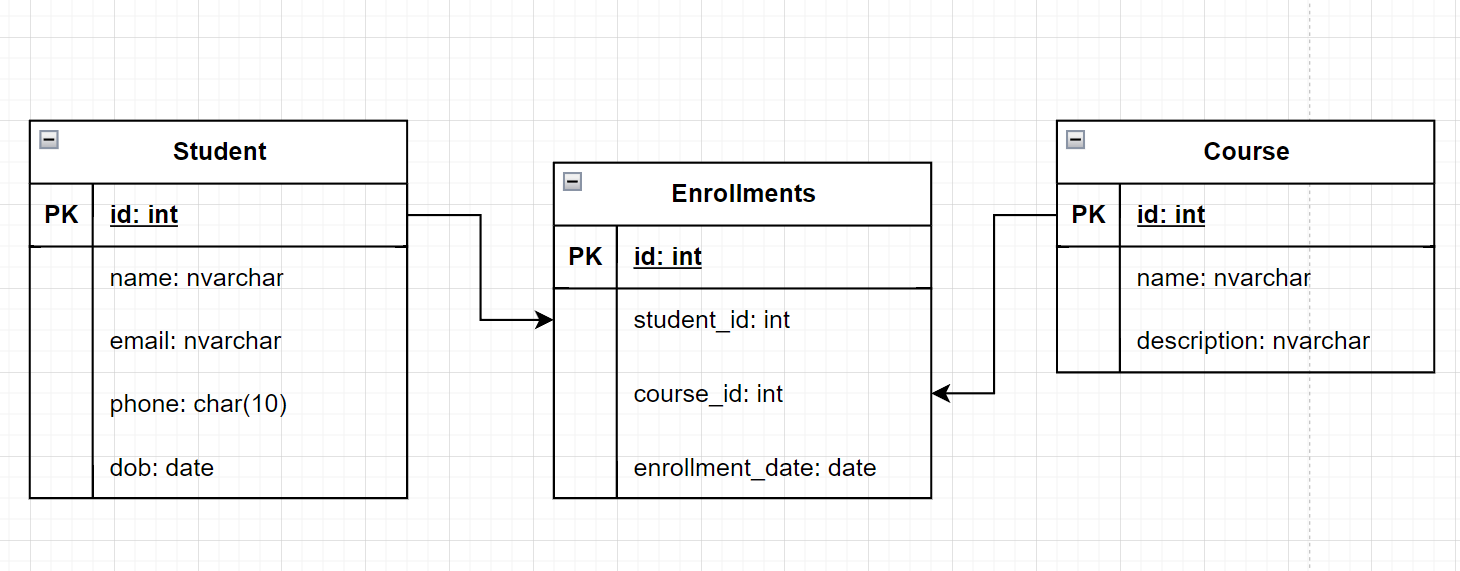 Student
PK id: int
name: nvarchar
email: nvarchar
phone: char(10)
dob: date
Enrollments
PK id: int
student_id: int
course_id: int
enrollment_date: date
Course
PK id: int
name: nvarchar
description: nvarchar